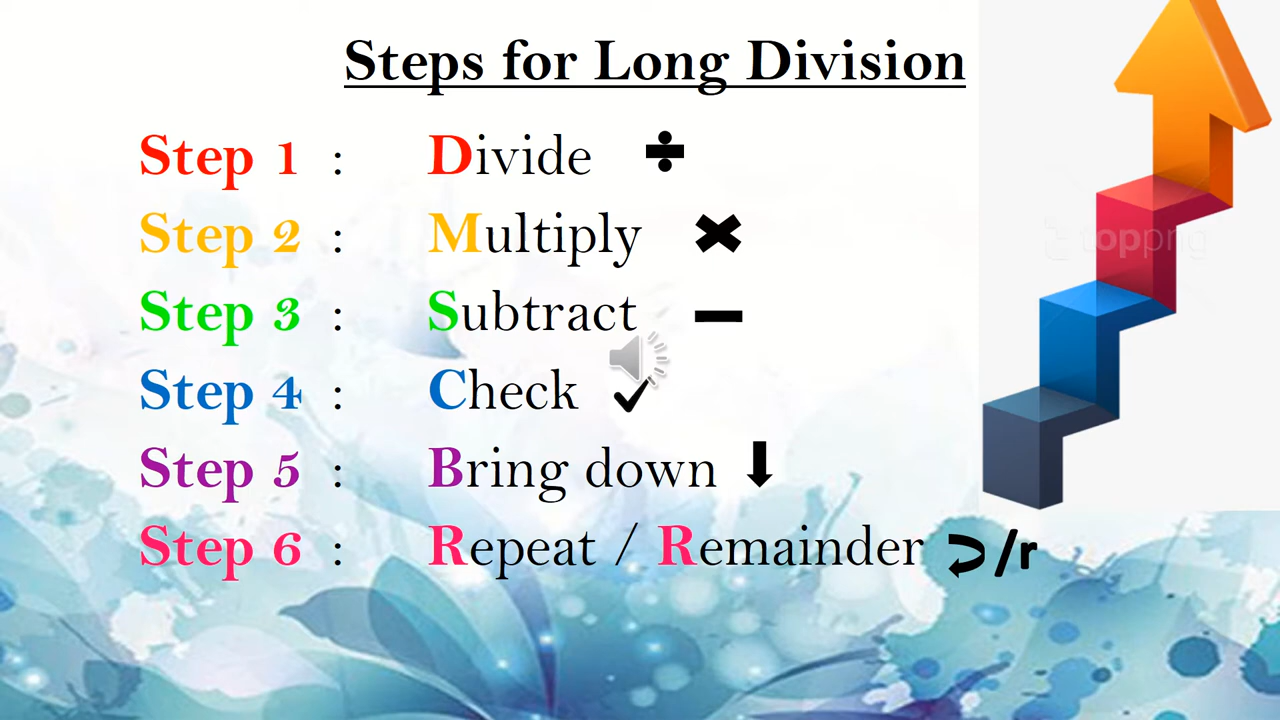 Steps for Long Division
Step 1 : Divide ÷
Step 2 : Multiply ✖
toppng
Step 3 : Subtract −
Step 4 : Check ✓
Step 5 : Bring down ⬇
Step 6 : Repeat / Remainder ⮌/r